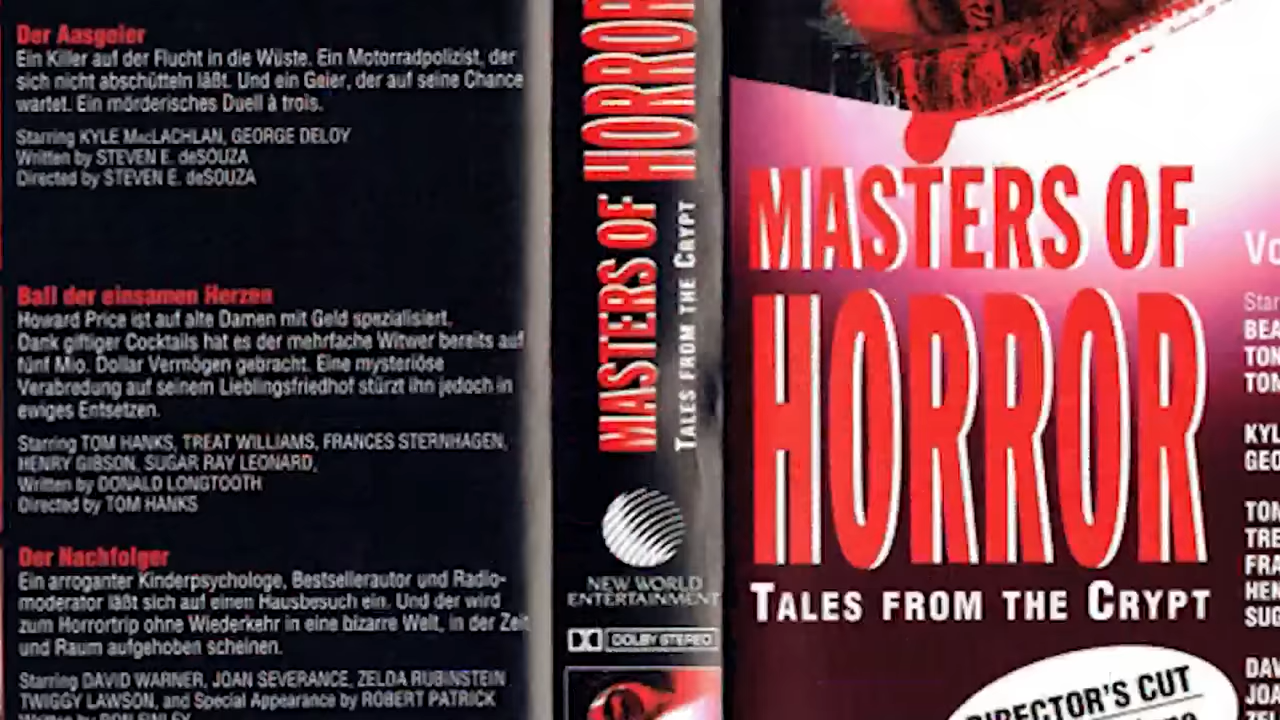 Der Aasgeier
Ein Killer auf der Flucht in die Wüste. Ein Motorradpolizist, der
sich nicht abschütteln läßt. Und ein Geier, der auf seine Chance
wartet. Ein mörderisches Duell à trois.
Starring KYLE MacLACHLAN, GEORGE DELOY
Written by STEVEN E. deSOUZA
Directed by STEVEN E. deSOUZA
Ball der einsamen Herzen
Howard Price ist auf alte Damen mit Geld spezialisiert.
Dank giftiger Cocktails hat es der mehrfache Witwer bereits auf
fünf Mio. Dollar Vermögen gebracht. Eine mysteriöse
Verabredung auf seinem Lieblingsfriedhof stürzt ihn jedoch in
ewiges Entsetzen.
Starring TOM HANKS, TREAT WILLIAMS, FRANCES STERNHAGEN,
HENRY GIBSON, SUGAR RAY LEONARD,
Written by DONALD LONGTOOTH
Directed by TOM HANKS
Der Nachfolger
Ein arroganter Kinderpsychologe, Bestsellerautor und Radio-
moderator läßt sich auf einen Hausbesuch ein. Und der wird
zum Horrortrip ohne Wiederkehr in eine bizarre Welt, in der Zeit
und Raum aufgehoben scheinen.
Starring DAVID WARNER, JOAN SEVERANCE, ZELDA RUBINSTEIN
TWIGGY LAWSON, and Special Appearance by ROBERT PATRICK
MASTERS OF HORROR
TALES FROM THE CRYPT
NEW WORLD
ENTERTAINMENT
DOLBY STEREO
MASTERS OF
HORROR
TALES FROM THE CRYPT
DIRECTOR'S CUT